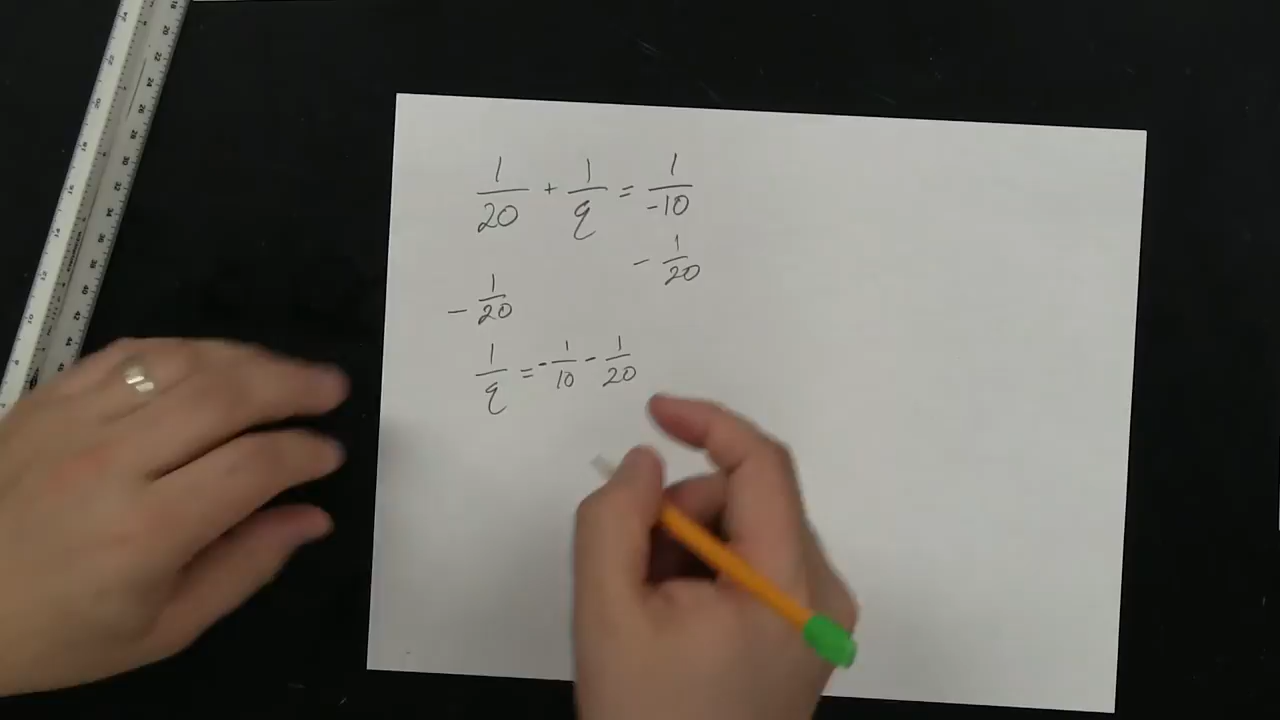 1/20 + 1/q = 1/-10
- 1/20
- 1/20
1/q = -1/10 - 1/20